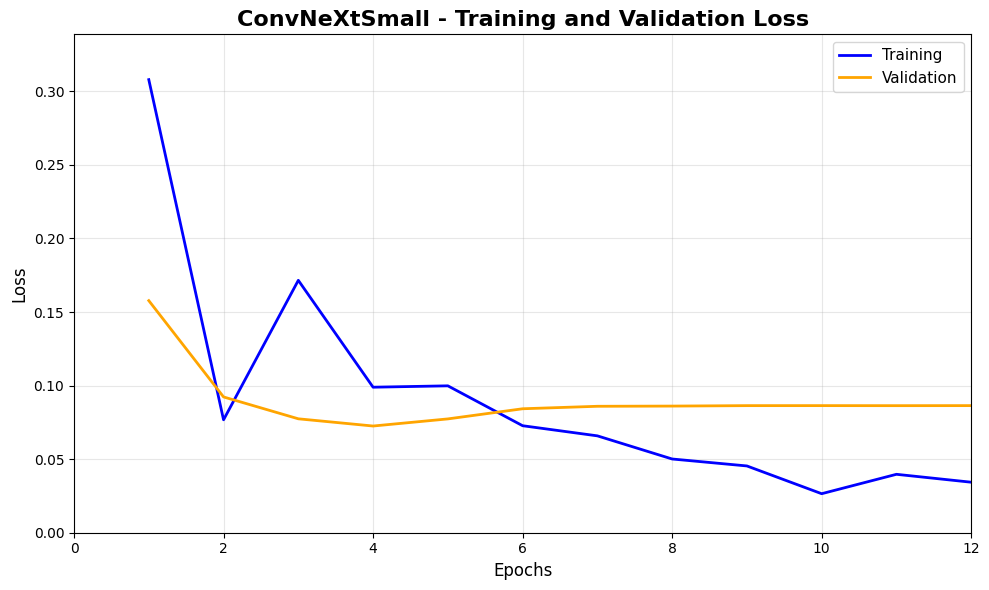 ConvNeXtSmall - Training and Validation Loss
Training
Validation
0.30
0.25
0.20
0.15
0.10
0.05
0.00
Loss
0 2 4 6 8 10 12
Epochs